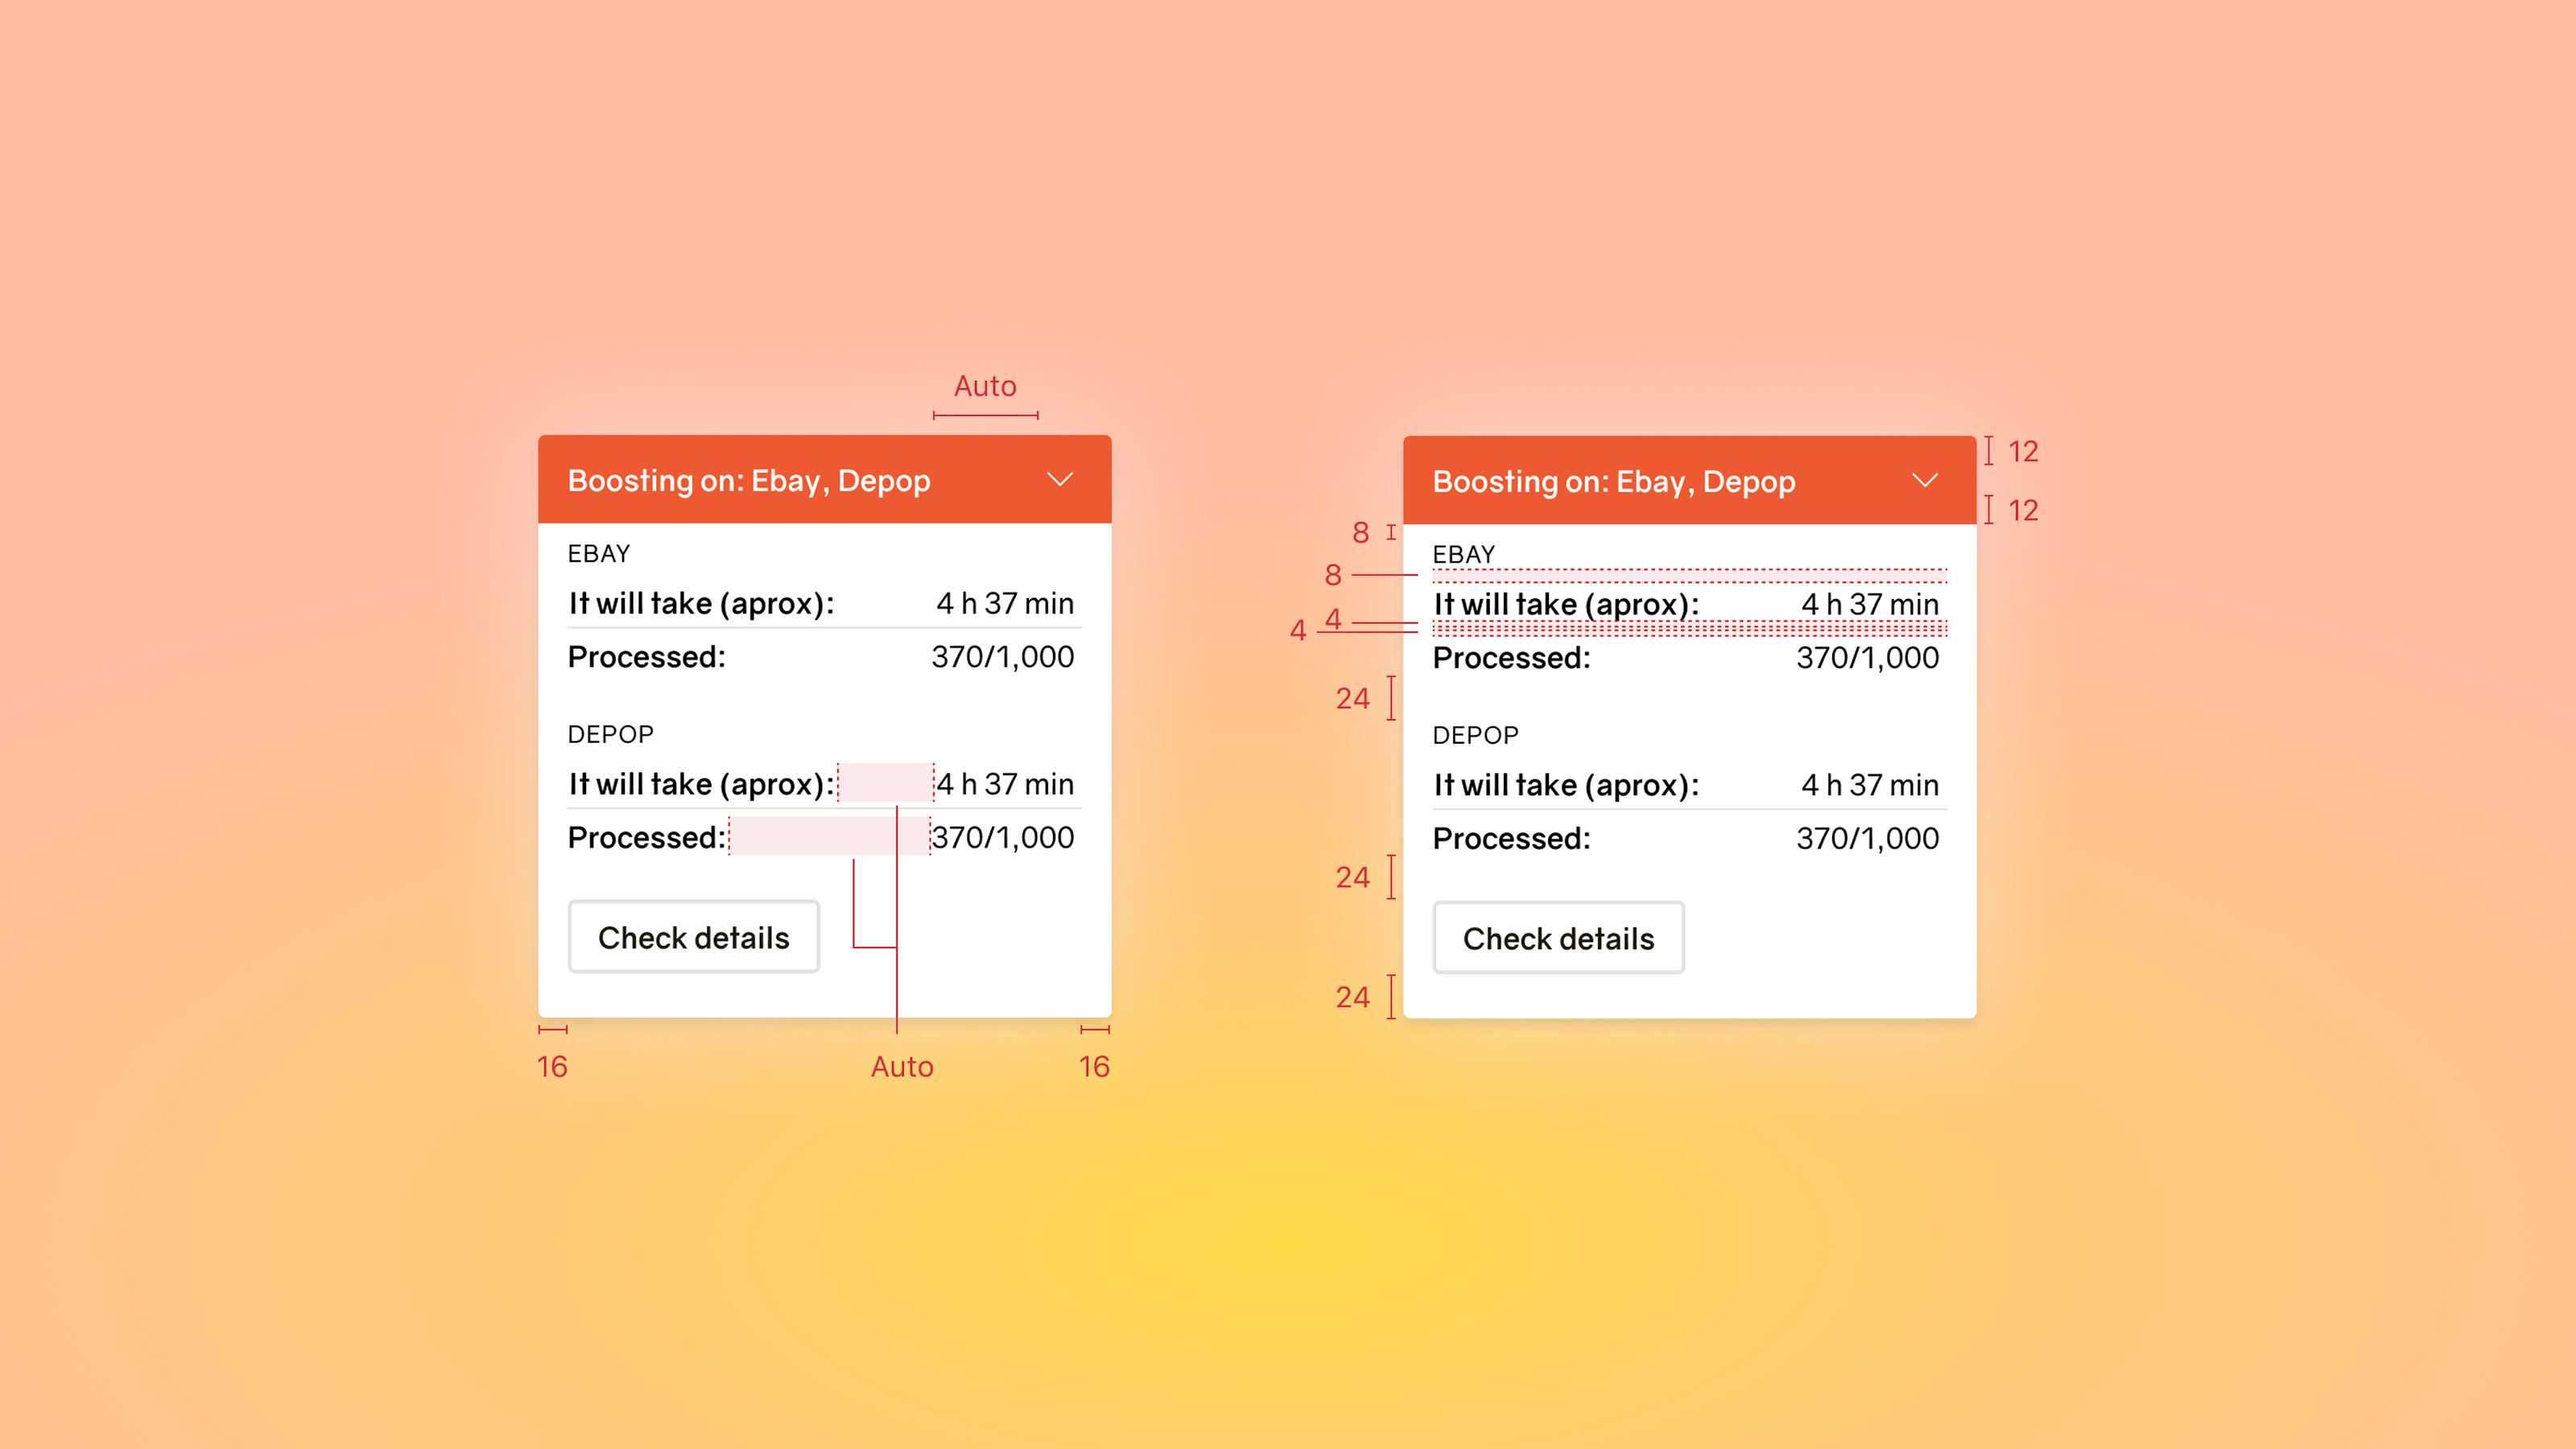 Auto
Boosting on: Ebay, Depop
EBAY
It will take (aprox): 4 h 37 min
Processed: 370/1,000
DEPOP
It will take (aprox): 4 h 37 min
Processed: 370/1,000
Check details
16 Auto 16
12
Boosting on: Ebay, Depop
12
8
EBAY
8
It will take (aprox): 4 h 37 min
4
4
Processed: 370/1,000
24
DEPOP
It will take (aprox): 4 h 37 min
Processed: 370/1,000
24
Check details
24